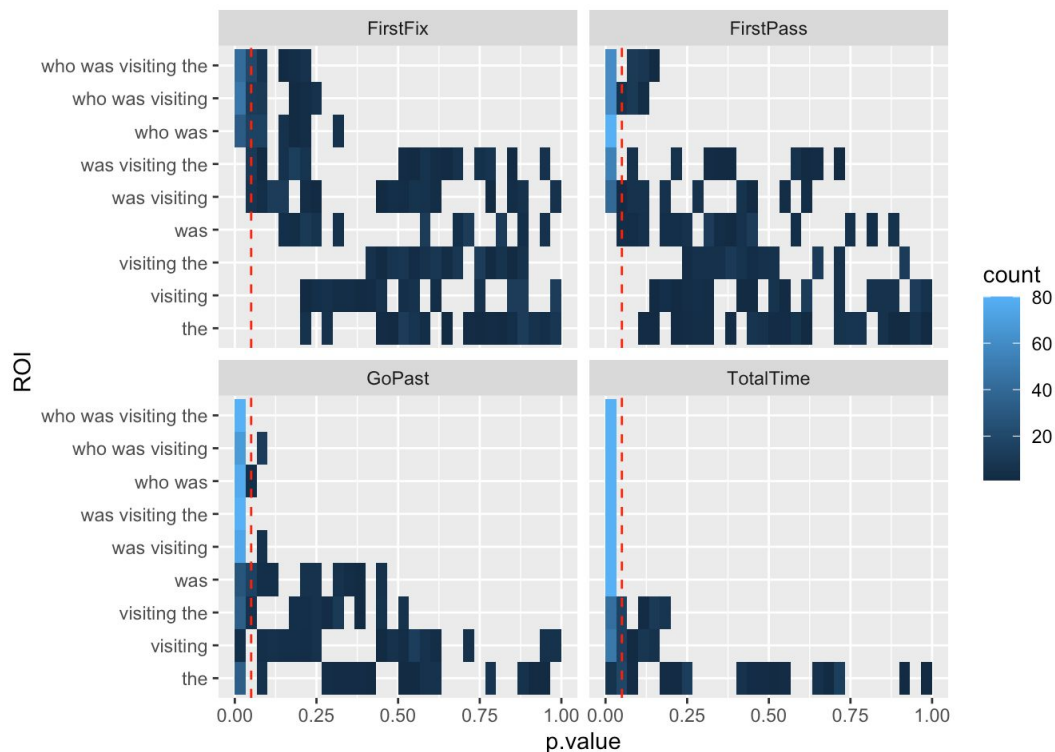 FirstFix
FirstPass
who was visiting the
who was visiting
who was
was visiting the
was visiting
was
visiting the
visiting
the
GoPast
TotalTime
who was visiting the
who was visiting
who was
was visiting the
was visiting
was
visiting the
visiting
the
0.00 0.25 0.50 0.75 1.00
0.00 0.25 0.50 0.75 1.00
p.value
ROI
count
80
60
40
20